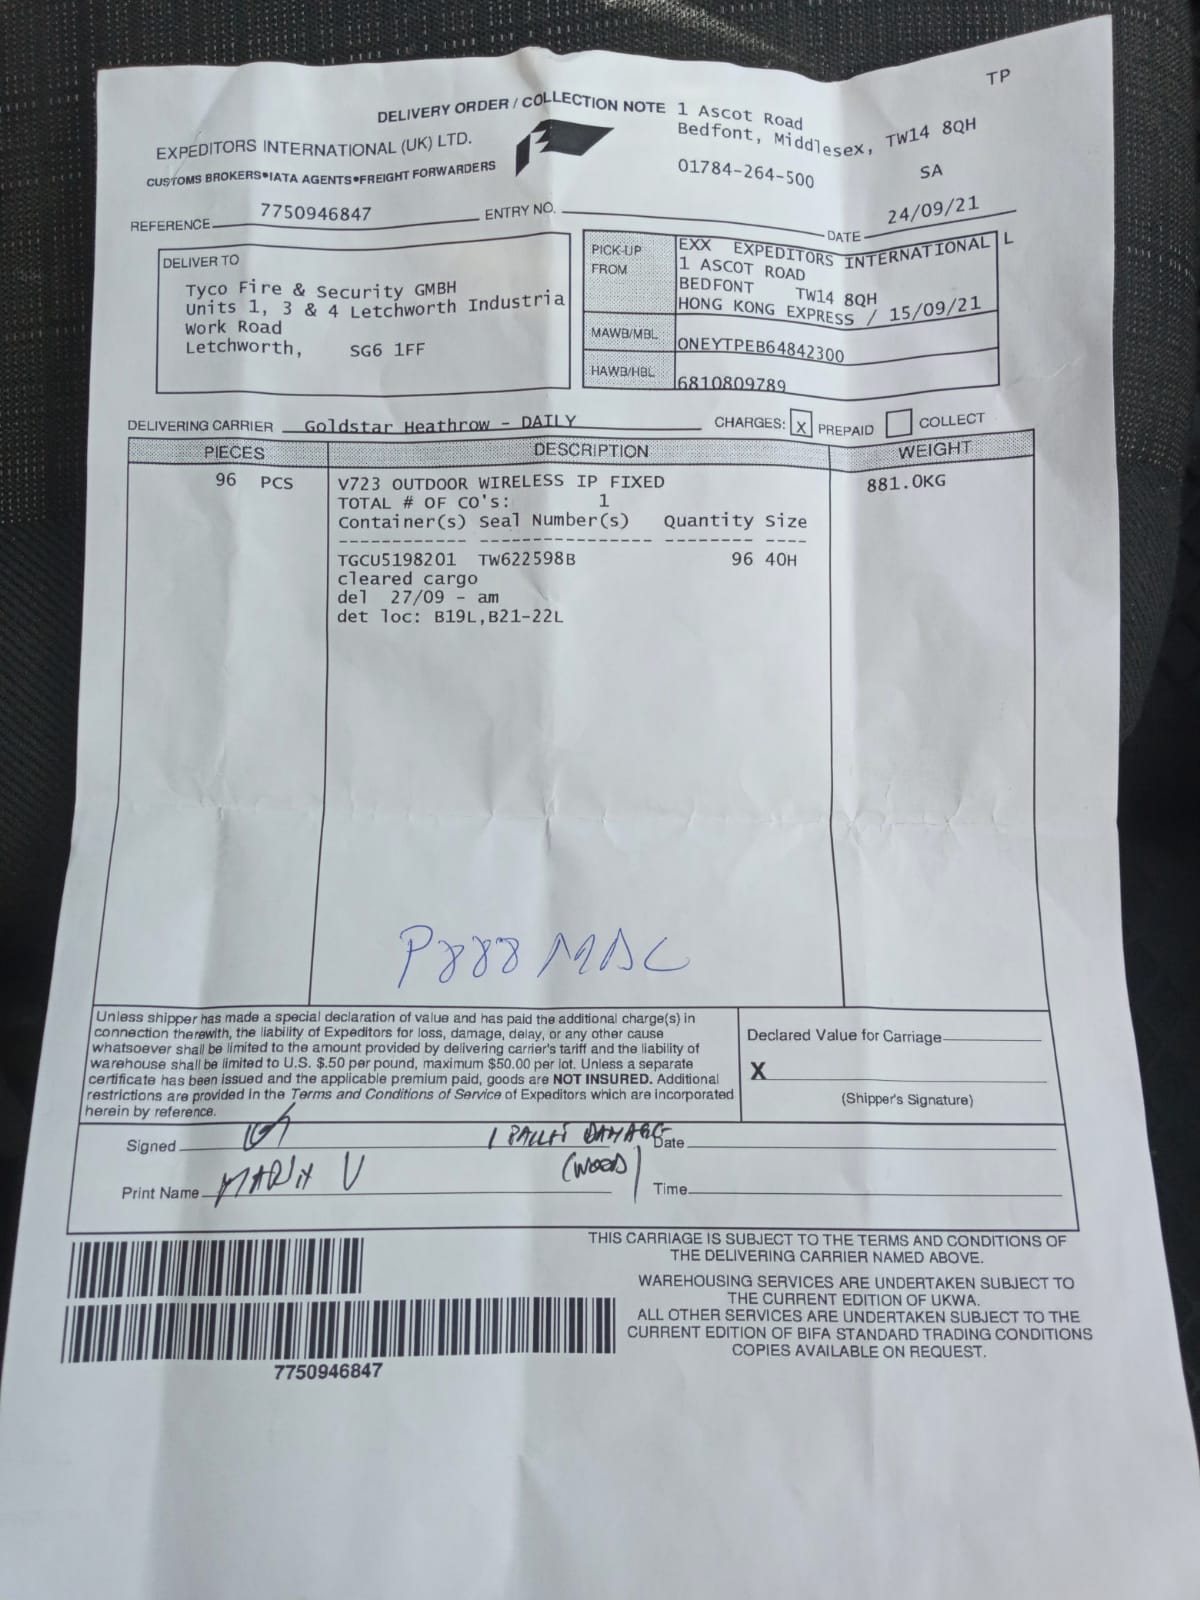 TP
DELIVERY ORDER / COLLECTION NOTE
1 Ascot Road
Bedfont, Middlesex, TW14 8QH
01784-264-500
SA
EXPEDITORS INTERNATIONAL (UK) LTD.
CUSTOMS BROKERS•IATA AGENTS•FREIGHT FORWARDERS
REFERENCE 7750946847 ENTRY NO. DATE 24/09/21
DELIVER TO
Tyco Fire & Security GMBH
Units 1, 3 & 4 Letchworth Industria
Work Road
Letchworth, SG6 1FF
PICK-UP FROM
EXX EXPEDITORS INTERNATIONAL L
1 ASCOT ROAD
BEDFONT TW14 8QH
HONG KONG EXPRESS / 15/09/21
MAWB/MBL ONEYTPEB64842300
HAWB/HBL 6810809789
DELIVERING CARRIER Goldstar Heathrow - DAILY CHARGES: X PREPAID COLLECT
PIECES DESCRIPTION WEIGHT
96 PCS V723 OUTDOOR WIRELESS IP FIXED 881.0KG
TOTAL # OF CO's: 1
Container(s) Seal Number(s) Quantity Size
------------ ---------------- -------- ----
TGCU5198201 TW622598B 96 40H
cleared cargo
del 27/09 - am
det loc: B19L,B21-22L
Unless shipper has made a special declaration of value and has paid the additional charge(s) in
connection therewith, the liability of Expeditors for loss, damage, delay, or any other cause
whatsoever shall be limited to the amount provided by delivering carrier's tariff and the liability of
warehouse shall be limited to U.S. $.50 per pound, maximum $50.00 per lot. Unless a separate
certificate has been issued and the applicable premium paid, goods are NOT INSURED. Additional
restrictions are provided in the Terms and Conditions of Service of Expeditors which are incorporated
herein by reference.
Declared Value for Carriage
X
(Shipper's Signature)
Signed 1 PALLET DAMAGE Date
Print Name (WOOD) Time
THIS CARRIAGE IS SUBJECT TO THE TERMS AND CONDITIONS OF
THE DELIVERING CARRIER NAMED ABOVE.
WAREHOUSING SERVICES ARE UNDERTAKEN SUBJECT TO
THE CURRENT EDITION OF UKWA.
ALL OTHER SERVICES ARE UNDERTAKEN SUBJECT TO THE
CURRENT EDITION OF BIFA STANDARD TRADING CONDITIONS
COPIES AVAILABLE ON REQUEST.
7750946847